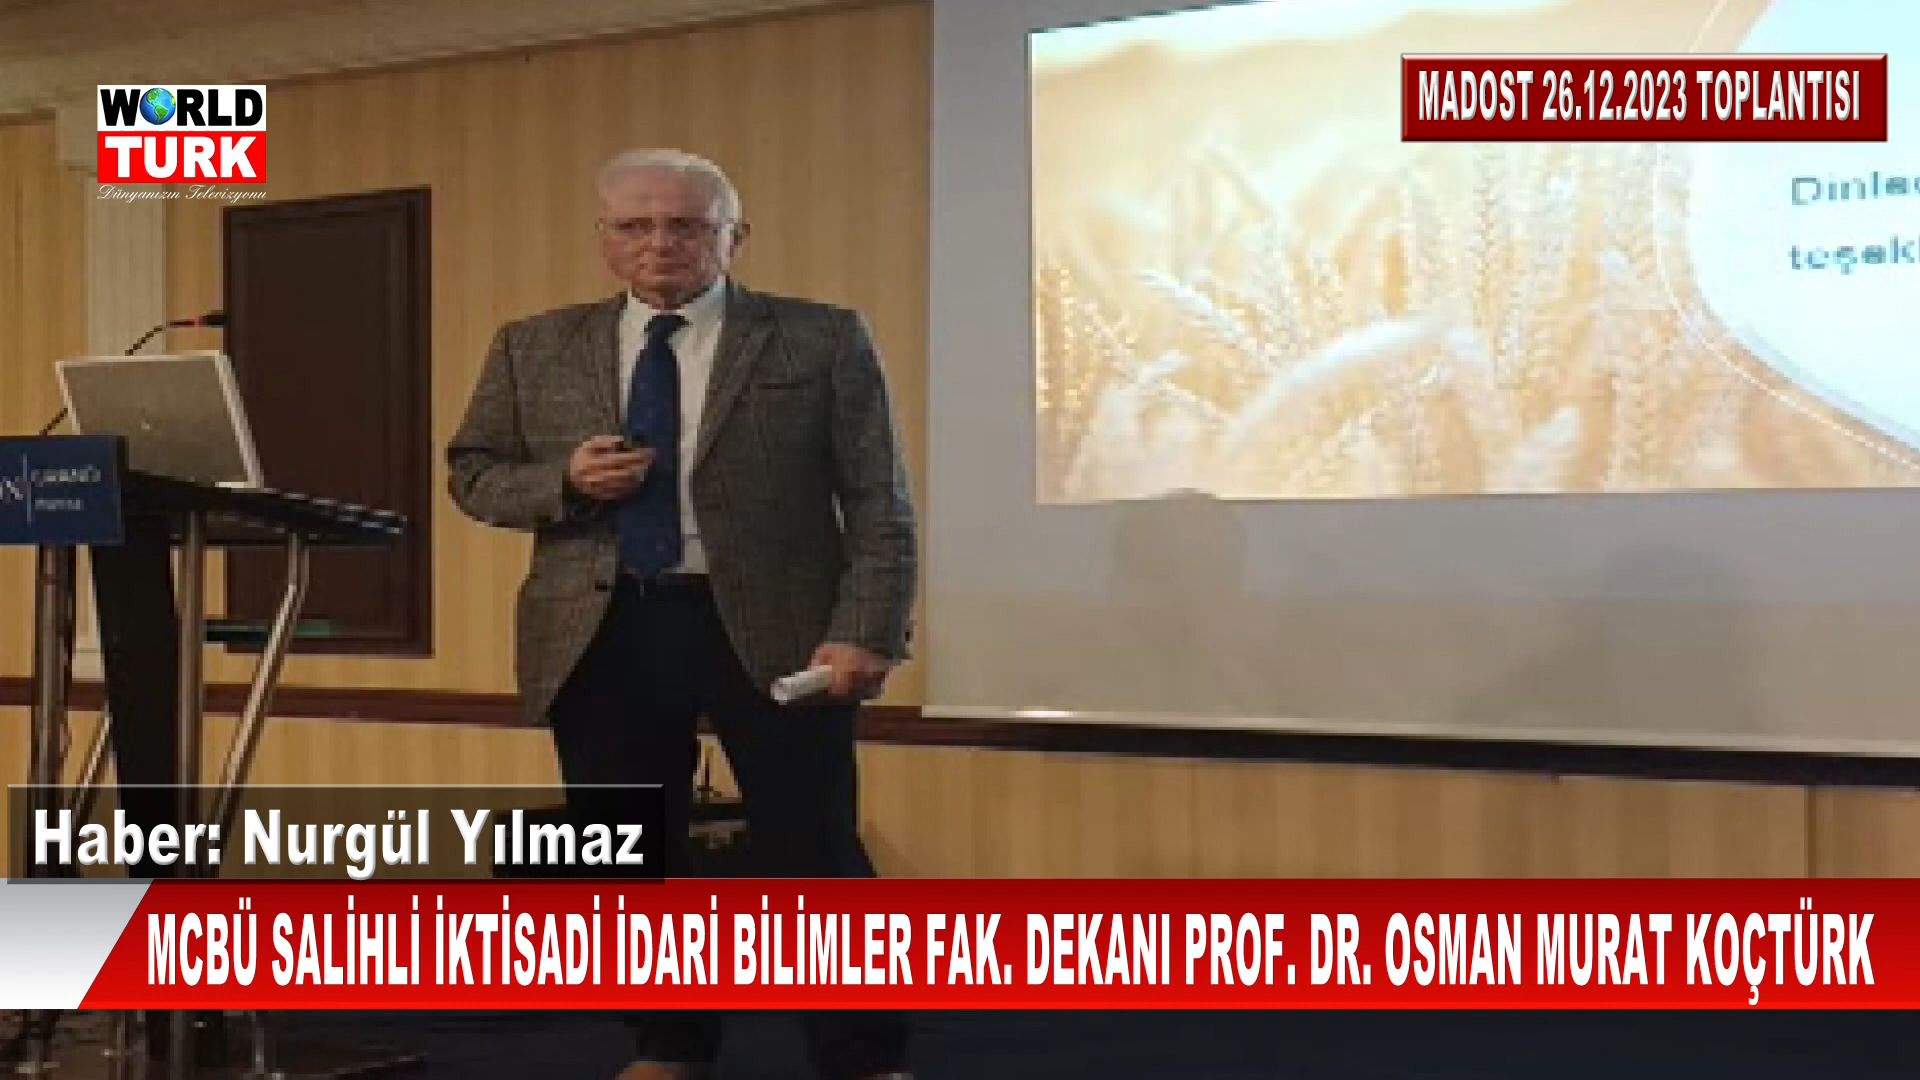 WORLD
TURK
Dünyanızın Televizyonu
MADOST 26.12.2023 TOPLANTISI
GRAND
Haber: Nurgül Yılmaz
MCBÜ SALİHLİ İKTİSADİ İDARİ BİLİMLER FAK. DEKANI PROF. DR. OSMAN MURAT KOÇTÜRK